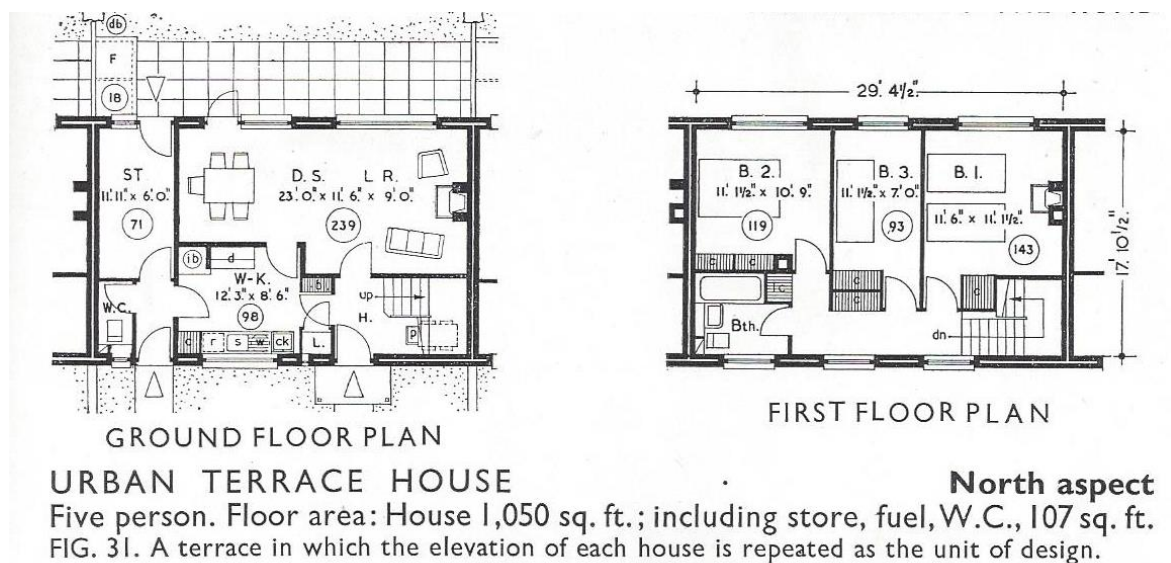 db
F
18
S T.
11'. 11". x 6'. 0".
71
D. S. L R.
23'. 0". x 11'. 6". x 9'. 0".
239
ib
d
W-K.
12'. 3." x 8'. 6."
98
W.C.
b
up
H.
P
c
r
s
w
ck
L.
GROUND FLOOR PLAN
29'. 4½".
B. 2.
11'. 1½" x 10'. 9".
119
B. 3.
11'. 1½" x 7'. 0".
93
B. 1.
11'. 6" x 11'. 1½".
143
17'. 10½".
c
c
lc
c
c
c
Bth.
dn
FIRST FLOOR PLAN
URBAN TERRACE HOUSE
North aspect
Five person. Floor area: House 1,050 sq. ft.; including store, fuel, W.C., 107 sq. ft.
FIG. 31. A terrace in which the elevation of each house is repeated as the unit of design.